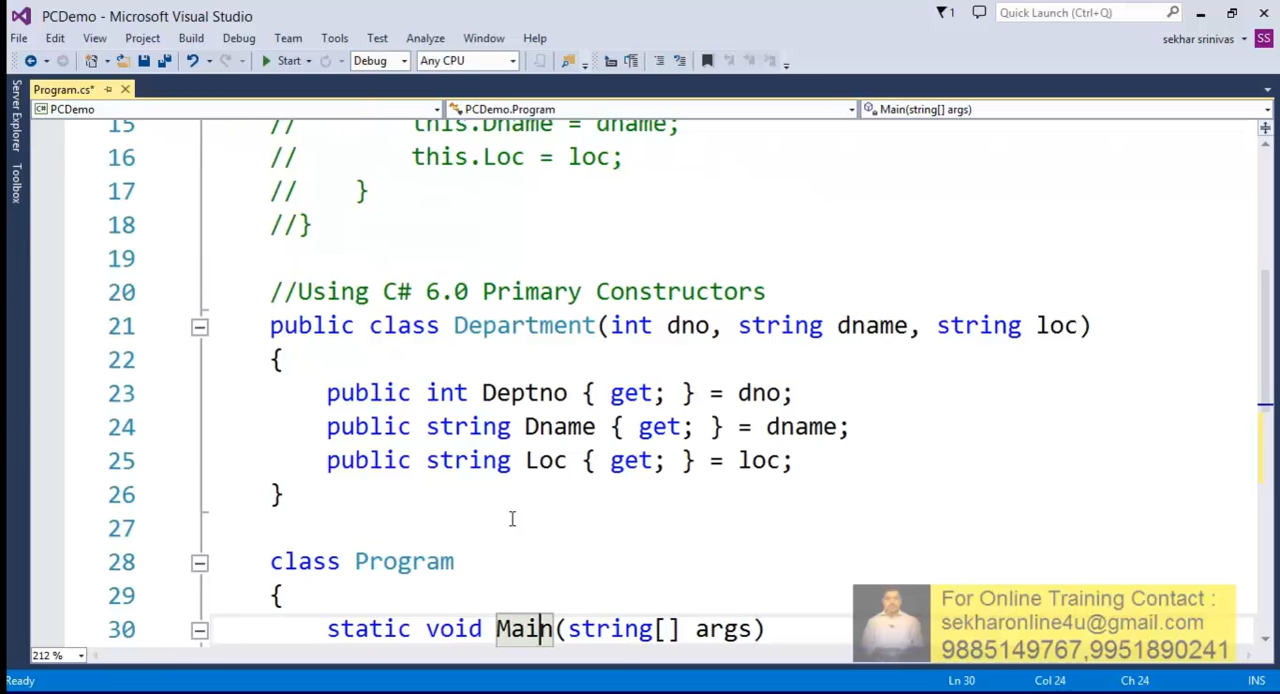 PCDemo - Microsoft Visual Studio
1
Quick Launch (Ctrl+Q)
File Edit View Project Build Debug Team Tools Test Analyze Window Help
sekhar srinivas SS
Start Debug Any CPU
Program.cs*
PCDemo PCDemo.Program Main(string[] args)
Server Explorer
Toolbox
15 // this.Dname = dname;
16 // this.Loc = loc;
17 // }
18 //}
19
20 //Using C# 6.0 Primary Constructors
21 public class Department(int dno, string dname, string loc)
22 {
23 public int Deptno { get; } = dno;
24 public string Dname { get; } = dname;
25 public string Loc { get; } = loc;
26 }
27
28 class Program
29 {
30 static void Main(string[] args)
For Online Training Contact :
sekharonline4u@gmail.com
9885149767,9951890241
212 %
Ready Ln 30 Col 24 Ch 24 INS